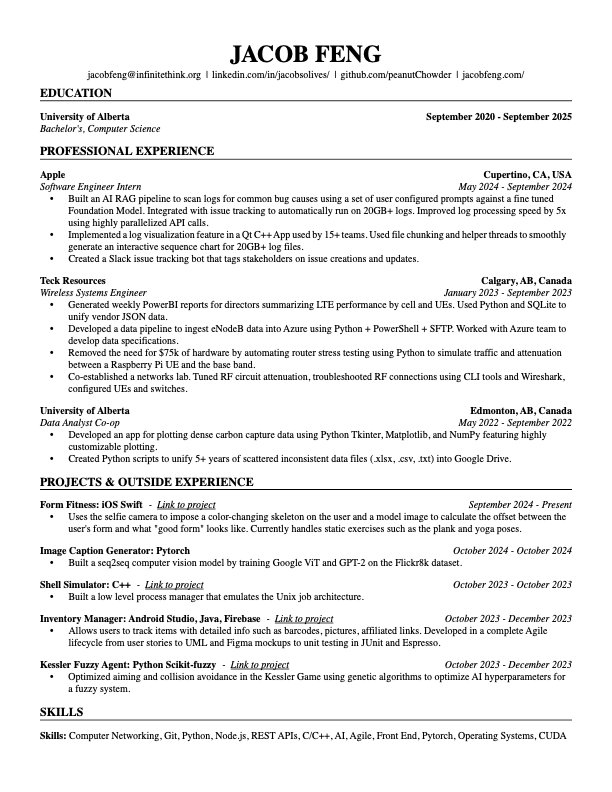 JACOB FENG
jacobfeng@infinitethink.org | linkedin.com/in/jacobsolives/ | github.com/peanutChowder | jacobfeng.com/
EDUCATION
University of Alberta September 2020 - September 2025
Bachelor's, Computer Science
PROFESSIONAL EXPERIENCE
Apple Cupertino, CA, USA
Software Engineer Intern May 2024 - September 2024
• Built an AI RAG pipeline to scan logs for common bug causes using a set of user configured prompts against a fine tuned
Foundation Model. Integrated with issue tracking to automatically run on 20GB+ logs. Improved log processing speed by 5x
using highly parallelized API calls.
• Implemented a log visualization feature in a Qt C++ App used by 15+ teams. Used file chunking and helper threads to smoothly
generate an interactive sequence chart for 20GB+ log files.
• Created a Slack issue tracking bot that tags stakeholders on issue creations and updates.
Teck Resources Calgary, AB, Canada
Wireless Systems Engineer January 2023 - September 2023
• Generated weekly PowerBI reports for directors summarizing LTE performance by cell and UEs. Used Python and SQLite to
unify vendor JSON data.
• Developed a data pipeline to ingest eNodeB data into Azure using Python + PowerShell + SFTP. Worked with Azure team to
develop data specifications.
• Removed the need for $75k of hardware by automating router stress testing using Python to simulate traffic and attenuation
between a Raspberry Pi UE and the base band.
• Co-established a networks lab. Tuned RF circuit attenuation, troubleshooted RF connections using CLI tools and Wireshark,
configured UEs and switches.
University of Alberta Edmonton, AB, Canada
Data Analyst Co-op May 2022 - September 2022
• Developed an app for plotting dense carbon capture data using Python Tkinter, Matplotlib, and NumPy featuring highly
customizable plotting.
• Created Python scripts to unify 5+ years of scattered inconsistent data files (.xlsx, .csv, .txt) into Google Drive.
PROJECTS & OUTSIDE EXPERIENCE
Form Fitness: iOS Swift - Link to project September 2024 - Present
• Uses the selfie camera to impose a color-changing skeleton on the user and a model image to calculate the offset between the
user's form and what "good form" looks like. Currently handles static exercises such as the plank and yoga poses.
Image Caption Generator: Pytorch October 2024 - October 2024
• Built a seq2seq computer vision model by training Google ViT and GPT-2 on the Flickr8k dataset.
Shell Simulator: C++ - Link to project October 2023 - October 2023
• Built a low level process manager that emulates the Unix job architecture.
Inventory Manager: Android Studio, Java, Firebase - Link to project October 2023 - December 2023
• Allows users to track items with detailed info such as barcodes, pictures, affiliated links. Developed in a complete Agile
lifecycle from user stories to UML and Figma mockups to unit testing in JUnit and Espresso.
Kessler Fuzzy Agent: Python Scikit-fuzzy - Link to project October 2023 - December 2023
• Optimized aiming and collision avoidance in the Kessler Game using genetic algorithms to optimize AI hyperparameters for
a fuzzy system.
SKILLS
Skills: Computer Networking, Git, Python, Node.js, REST APIs, C/C++, AI, Agile, Front End, Pytorch, Operating Systems, CUDA